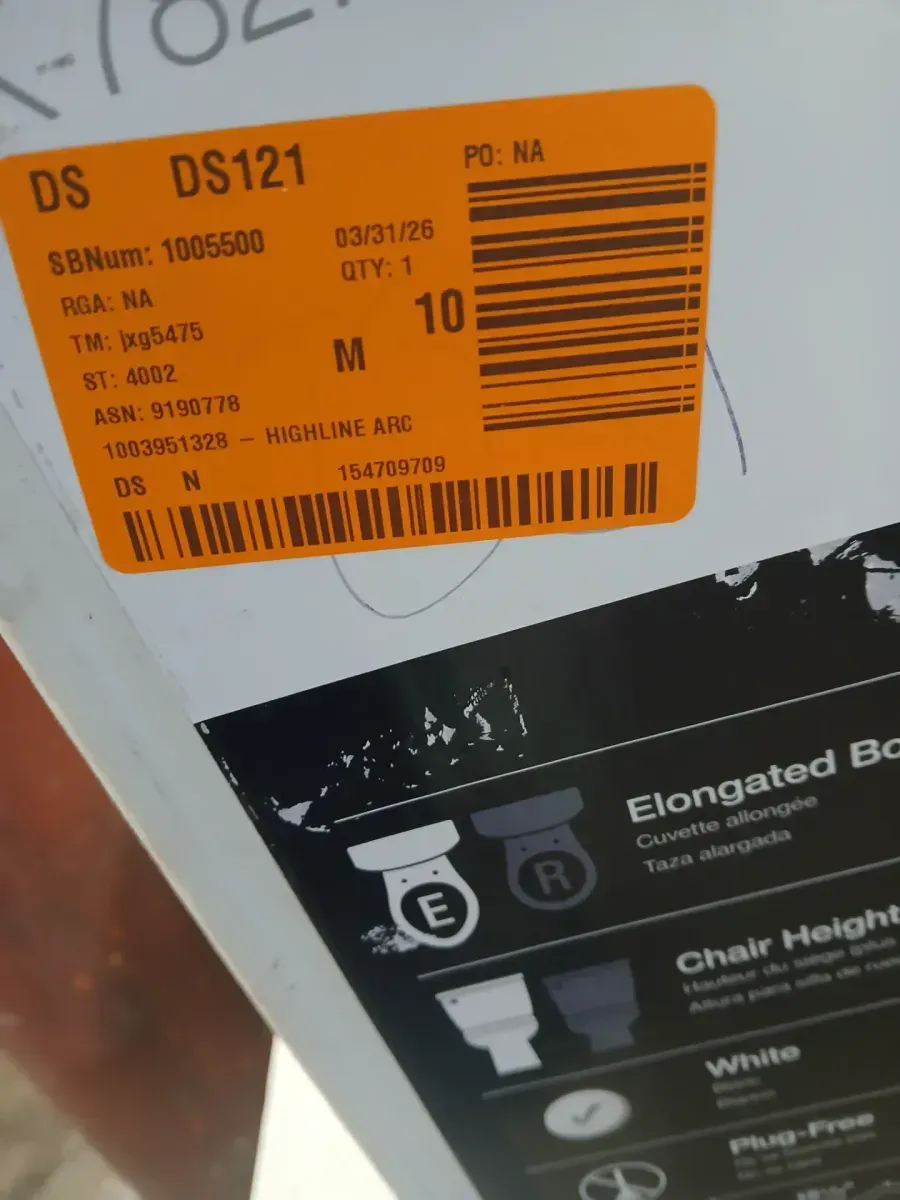 DS DS121
PO: NA
SBNum: 1005500
03/31/26
RGA: NA
QTY: 1
TM: jxg5475
M 10
ST: 4002
ASN: 9190778
1003951328 – HIGHLINE ARC
DS N 154709709
Elongated
Cuvette allongée
Taza alargada
E
R
Chair Height
White
Plug-Free